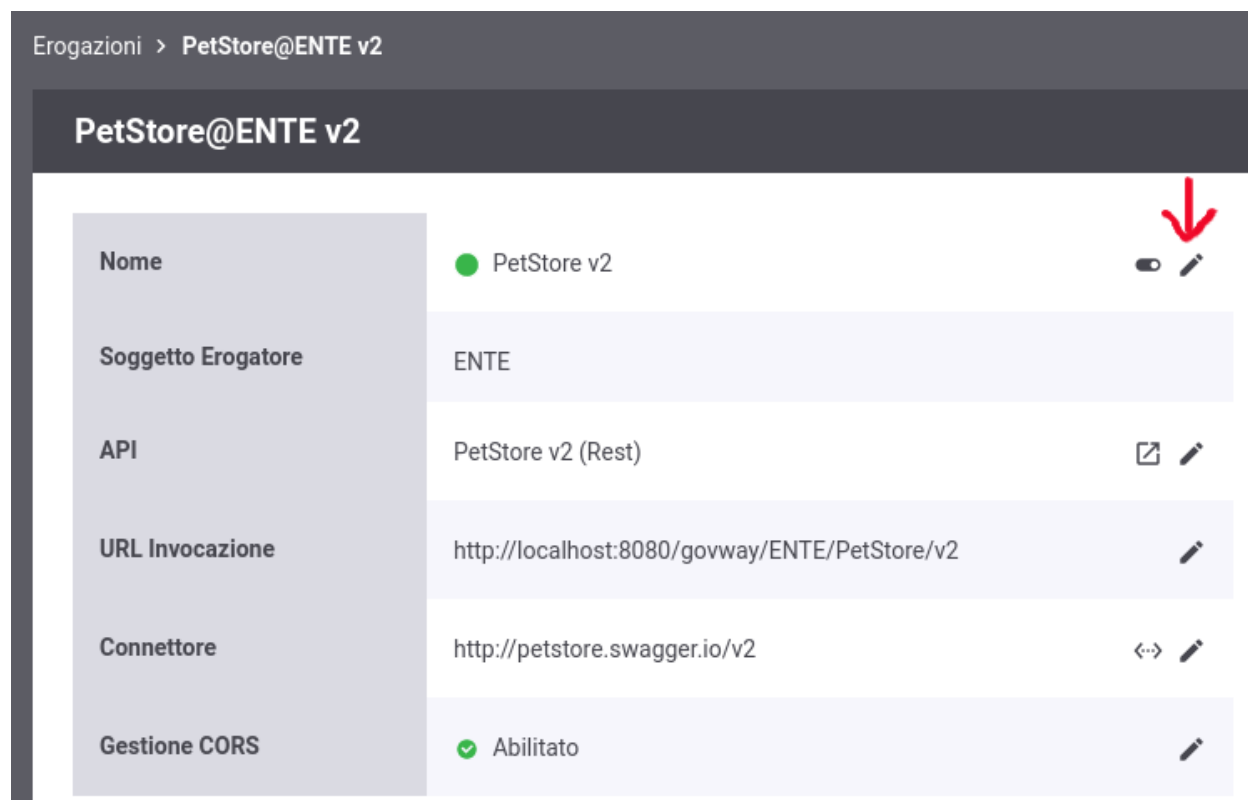 Erogazioni > PetStore@ENTE v2
PetStore@ENTE v2
Nome PetStore v2
Soggetto Erogatore ENTE
API PetStore v2 (Rest)
URL Invocazione http://localhost:8080/govway/ENTE/PetStore/v2
Connettore http://petstore.swagger.io/v2
Gestione CORS Abilitato